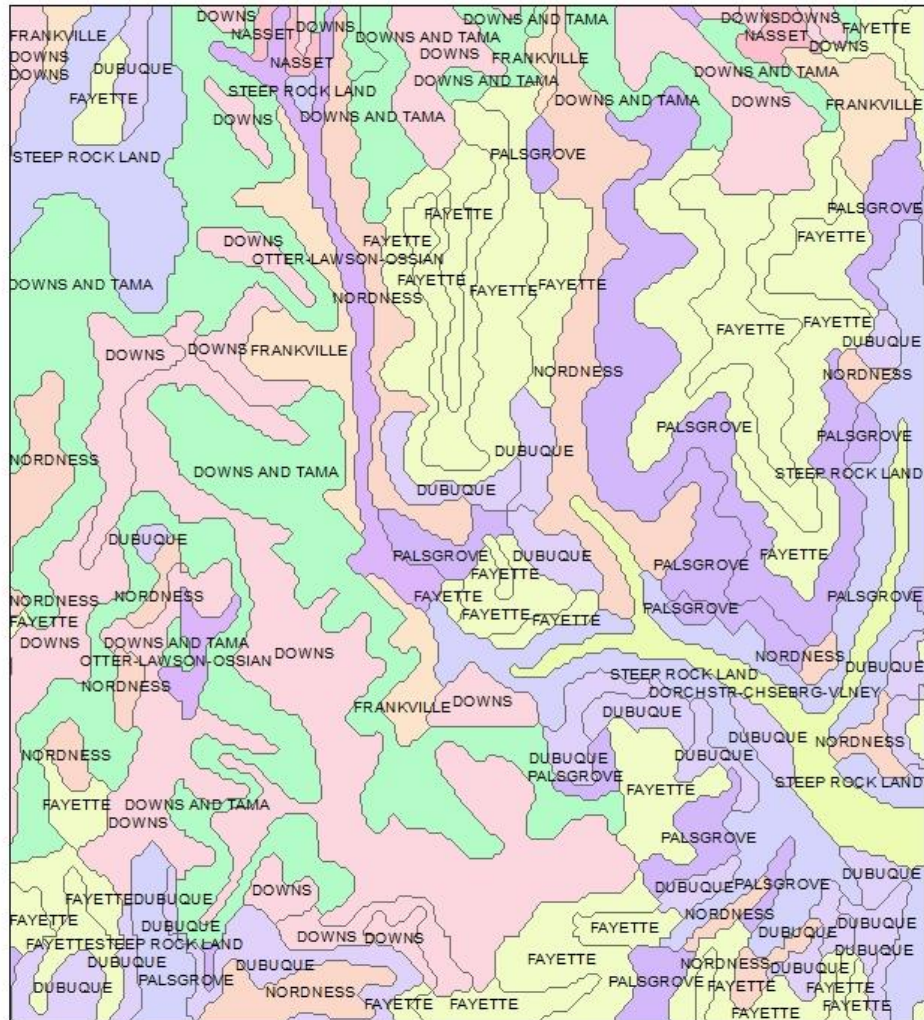 DOWNS
DOWNS
DOWNS AND TAMA
DOWNSDOWNS
FAYETTE
FRANKVILLE
NASSET
DOWNS AND TAMA
NASSET
DOWNS
DOWNS
DOWNS
FRANKVILLE
DUBUQUE
NASSET
DOWNS AND TAMA
DOWNS AND TAMA
DOWNS
STEEP ROCK LAND
FAYETTE
DOWNS AND TAMA
DOWNS
FRANKVILLE
DOWNS
DOWNS AND TAMA
STEEP ROCK LAND
PALSGROVE
FAYETTE
PALSGROVE
DOWNS
FAYETTE
FAYETTE
OTTER-LAWSON-OSSIAN
DOWNS AND TAMA
FAYETTE
FAYETTE
FAYETTE
NORDNESS
FAYETTE
FAYETTE
DUBUQUE
DOWNS
DOWNS
FRANKVILLE
NORDNESS
NORDNESS
PALSGROVE
PALSGROVE
NORDNESS
DUBUQUE
DOWNS AND TAMA
STEEP ROCK LAND
DUBUQUE
DUBUQUE
PALSGROVE
DUBUQUE
FAYETTE
PALSGROVE
FAYETTE
NORDNESS
NORDNESS
FAYETTE
PALSGROVE
FAYETTE
FAYETTE
FAYETTE
PALSGROVE
DOWNS
DOWNS AND TAMA
DOWNS
NORDNESS
OTTER-LAWSON-OSSIAN
DUBUQUE
STEEP ROCK LAND
NORDNESS
DORCHSTR-CHSEBRG-VLNEY
FRANKVILLE
DOWNS
DUBUQUE
DUBUQUE
NORDNESS
NORDNESS
DUBUQUE
DUBUQUE
PALSGROVE
STEEP ROCK LAND
FAYETTE
FAYETTE
DOWNS AND TAMA
DOWNS
PALSGROVE
DUBUQUE
DOWNS
DUBUQUE
PALSGROVE
FAYETTE
DUBUQUE
FAYETTE
DUBUQUE
FAYETTE
NORDNESS
DUBUQUE
DUBUQUE
DOWNS
DOWNS
FAYETTE
STEEP ROCK LAND
DUBUQUE
DUBUQUE
DUBUQUE
FAYETTE
NORDNESS
DUBUQUE
DUBUQUE
PALSGROVE
NORDNESS
FAYETTE
FAYETTE
FAYETTE
FAYETTE
FAYETTE
FAYETTE